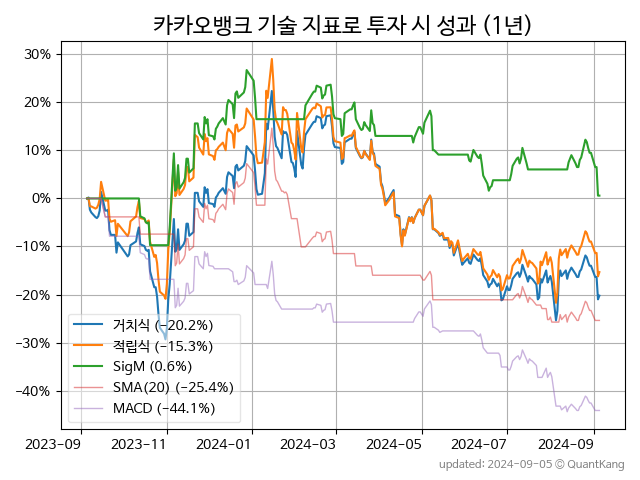 카카오뱅크 기술 지표로 투자 시 성과 (1년)
30%
20%
10%
0%
−10%
−20%
−30%
−40%
거치식 (−20.2%)
적립식 (−15.3%)
SigM (0.6%)
SMA(20) (−25.4%)
MACD (−44.1%)
2023-09 2023-11 2024-01 2024-03 2024-05 2024-07 2024-09
updated: 2024-09-05 © QuantKang